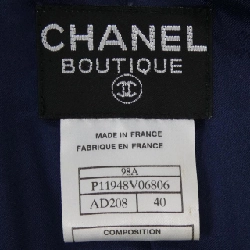 CHANEL
BOUTIQUE
MADE IN FRANCE
FABRIQUE EN FRANCE
98A
P11948V06806
AD208 40
COMPOSITION